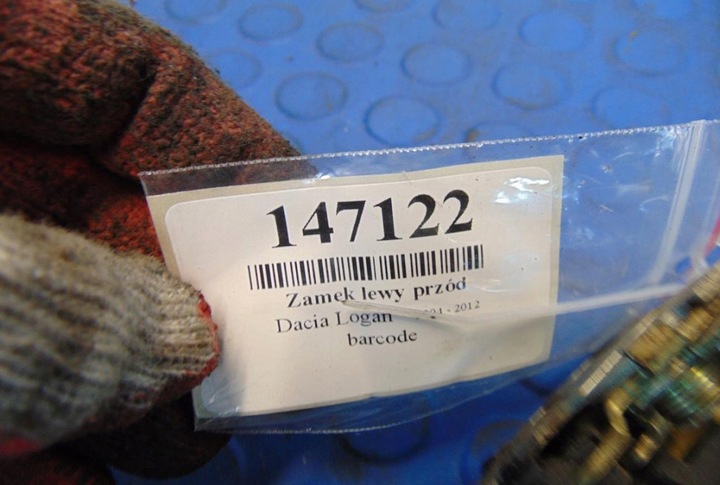 147122
Zamek lewy przód
Dacia Logan - 2012
barcode